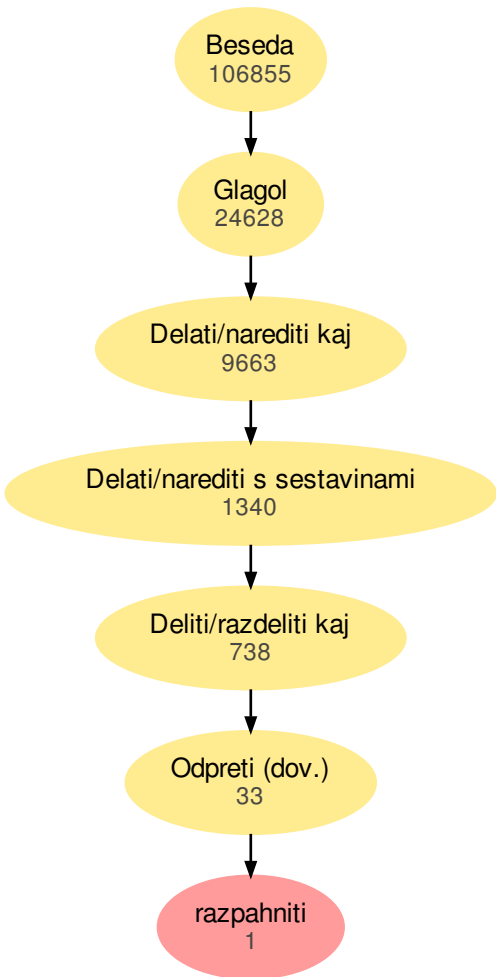 Beseda
106855
Glagol
24628
Delati/narediti kaj
9663
Delati/narediti s sestavinami
1340
Deliti/razdeliti kaj
738
Odpreti (dov.)
33
razpahniti
1